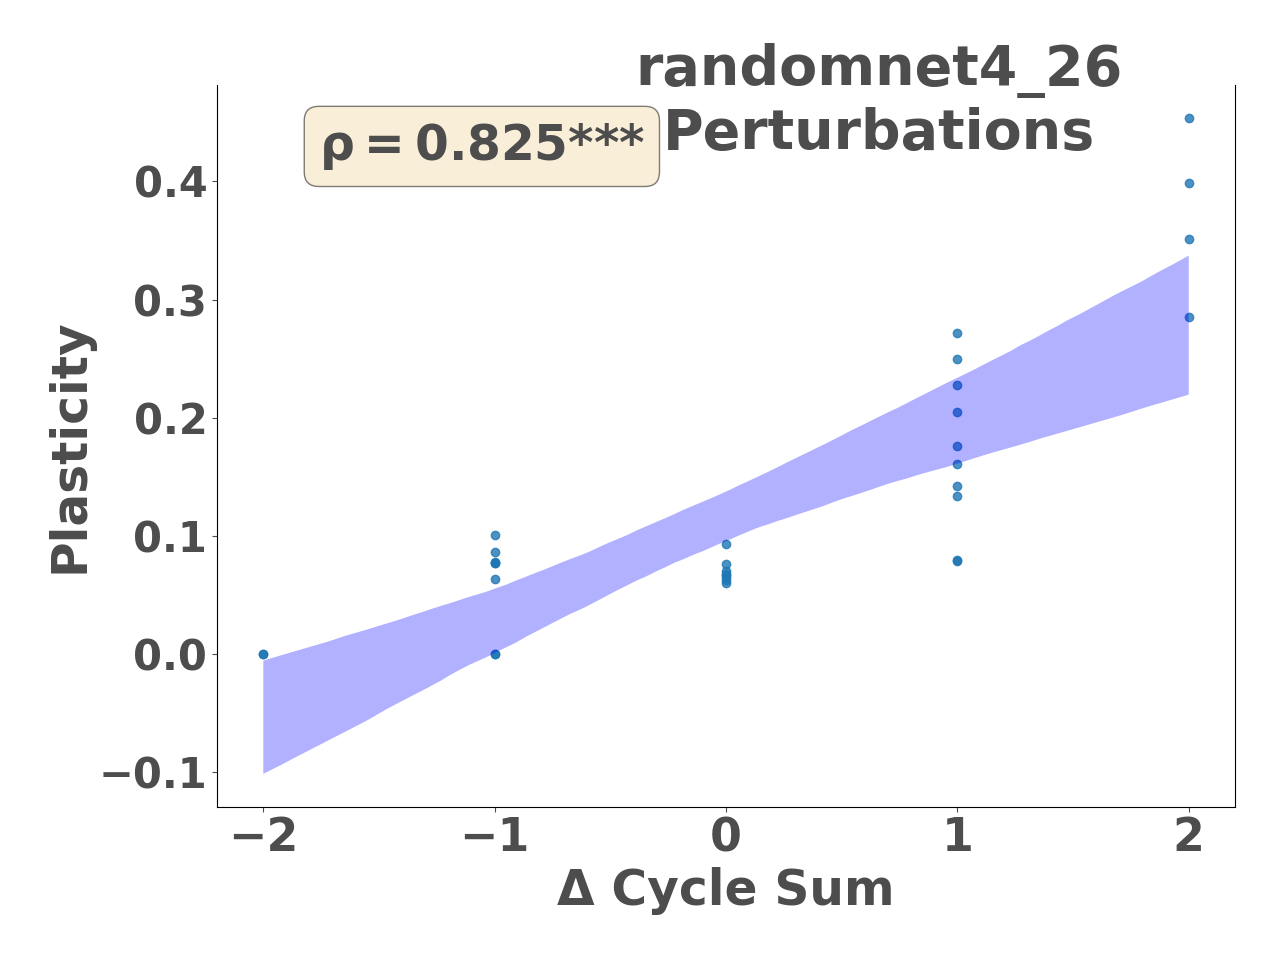 randomnet4_26
Perturbations
ρ = 0.825***
0.4
0.3
0.2
0.1
0.0
−0.1
Plasticity
−2 −1 0 1 2
Δ Cycle Sum